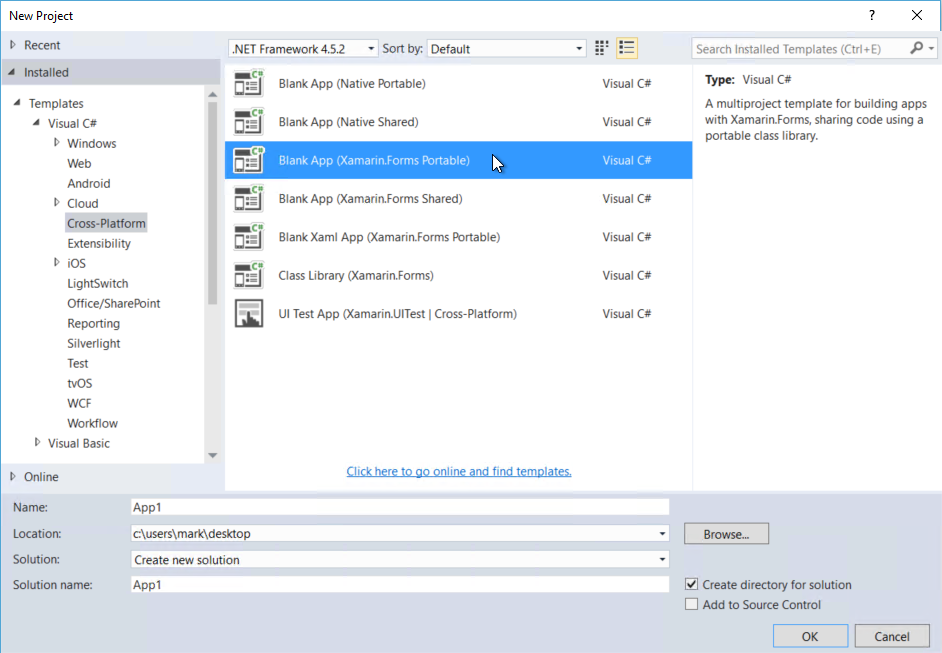 New Project
?
Recent
Installed
Templates
Visual C#
Windows
Web
Android
Cloud
Cross-Platform
Extensibility
iOS
LightSwitch
Office/SharePoint
Reporting
Silverlight
Test
tvOS
WCF
Workflow
Visual Basic
Online
.NET Framework 4.5.2
Sort by: Default
C# Blank App (Native Portable) Visual C#
C# Blank App (Native Shared) Visual C#
C# Blank App (Xamarin.Forms Portable) Visual C#
C# Blank App (Xamarin.Forms Shared) Visual C#
C# Blank Xaml App (Xamarin.Forms Portable) Visual C#
C# Class Library (Xamarin.Forms) Visual C#
UI Test App (Xamarin.UITest | Cross-Platform) Visual C#
Click here to go online and find templates.
Search Installed Templates (Ctrl+E)
Type: Visual C#
A multiproject template for building apps
with Xamarin.Forms, sharing code using a
portable class library.
Name: App1
Location: c:\users\mark\desktop
Browse...
Solution: Create new solution
Solution name: App1
Create directory for solution
Add to Source Control
OK
Cancel